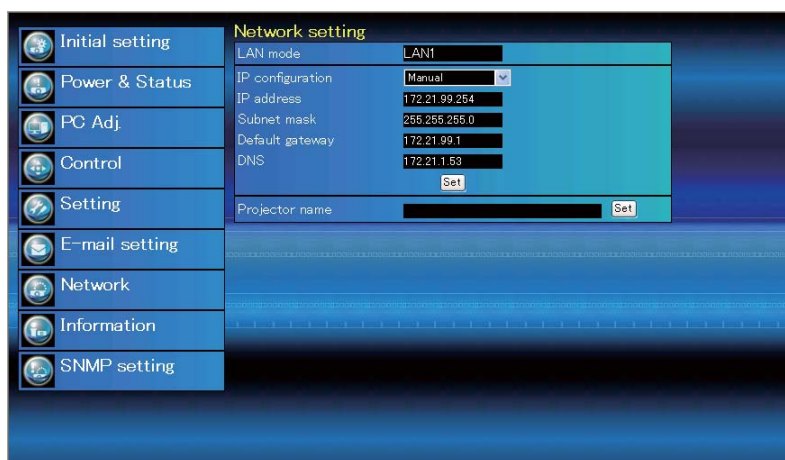 Initial setting
Power & Status
PC Adj.
Control
Setting
E-mail setting
Network
Information
SNMP setting
Network setting
LAN mode LAN1
IP configuration Manual
IP address 172.21.99.254
Subnet mask 255.255.255.0
Default gateway 172.21.99.1
DNS 172.21.1.53
Set
Projector name Set